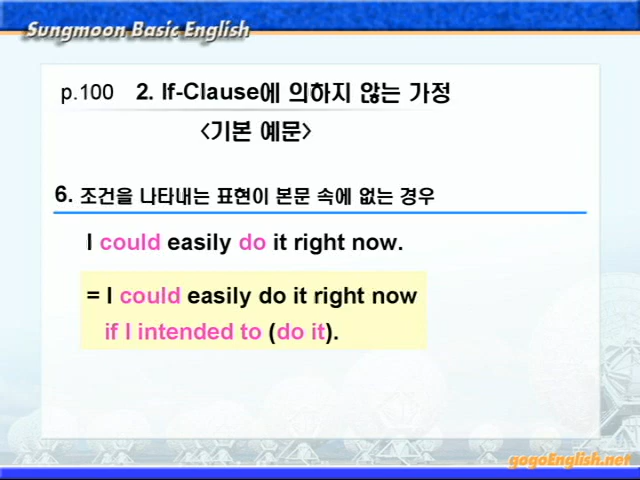 Sungmoon Basic English
p.100 2. If-Clause에 의하지 않는 가정
<기본 예문>
6. 조건을 나타내는 표현이 본문 속에 없는 경우
I could easily do it right now.
= I could easily do it right now
if I intended to (do it).
gogoEnglish.net